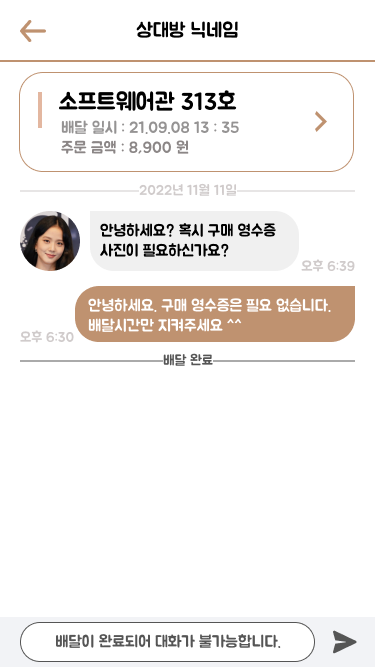 상대방 닉네임
소프트웨어관 313호
배달 일시 : 21.09.08 13 : 35
주문 금액 : 8,900 원
2022년 11월 11일
안녕하세요? 혹시 구매 영수증
사진이 필요하신가요?
오후 6:39
안녕하세요. 구매 영수증은 필요 없습니다.
배달시간만 지켜주세요 ^^
오후 6:30
배달 완료
배달이 완료되어 대화가 불가능합니다.